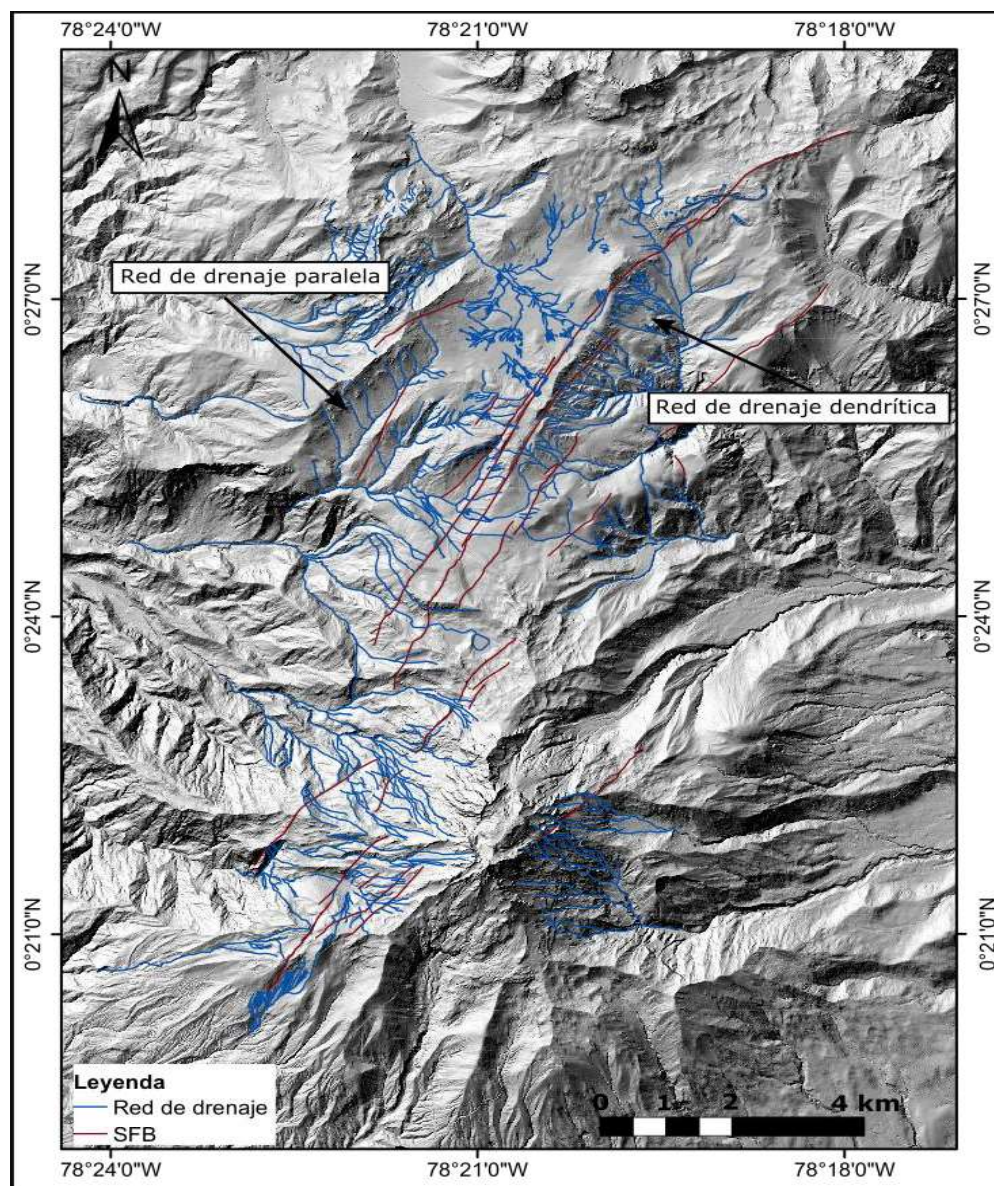 78°24'0"W
78°21'0"W
78°18'0"W
N
0°27'0"N
0°27'0"N
Red de drenaje paralela
Red de drenaje dendrítica
0°24'0"N
0°24'0"N
0°21'0"N
0°21'0"N
Leyenda
Red de drenaje
SFB
0 1 2 4 km
78°24'0"W
78°21'0"W
78°18'0"W